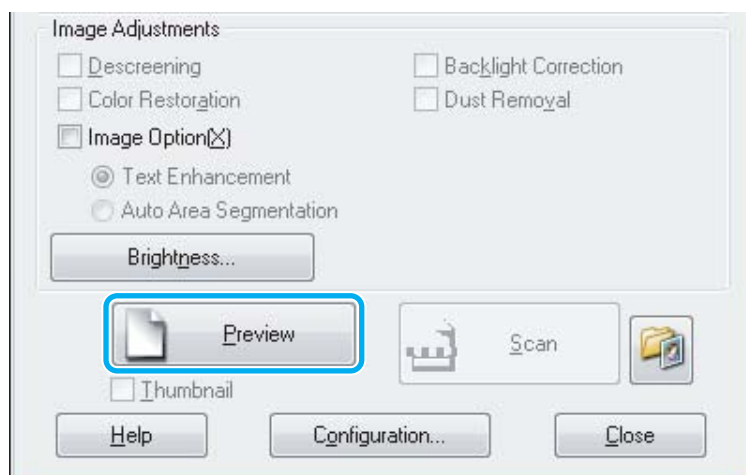 Image Adjustments
Descreening
Backlight Correction
Color Restoration
Dust Removal
Image Option(X)
Text Enhancement
Auto Area Segmentation
Brightness...
Preview
Scan
Thumbnail
Help
Configuration...
Close